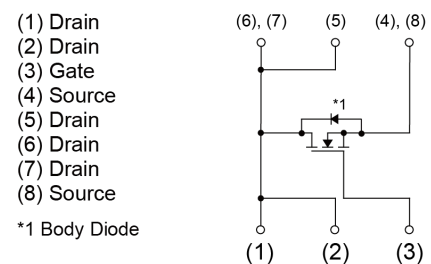 (1) Drain
(2) Drain
(3) Gate
(4) Source
(5) Drain
(6) Drain
(7) Drain
(8) Source
*1 Body Diode
(6), (7) (5) (4), (8)
*1
(1) (2) (3)